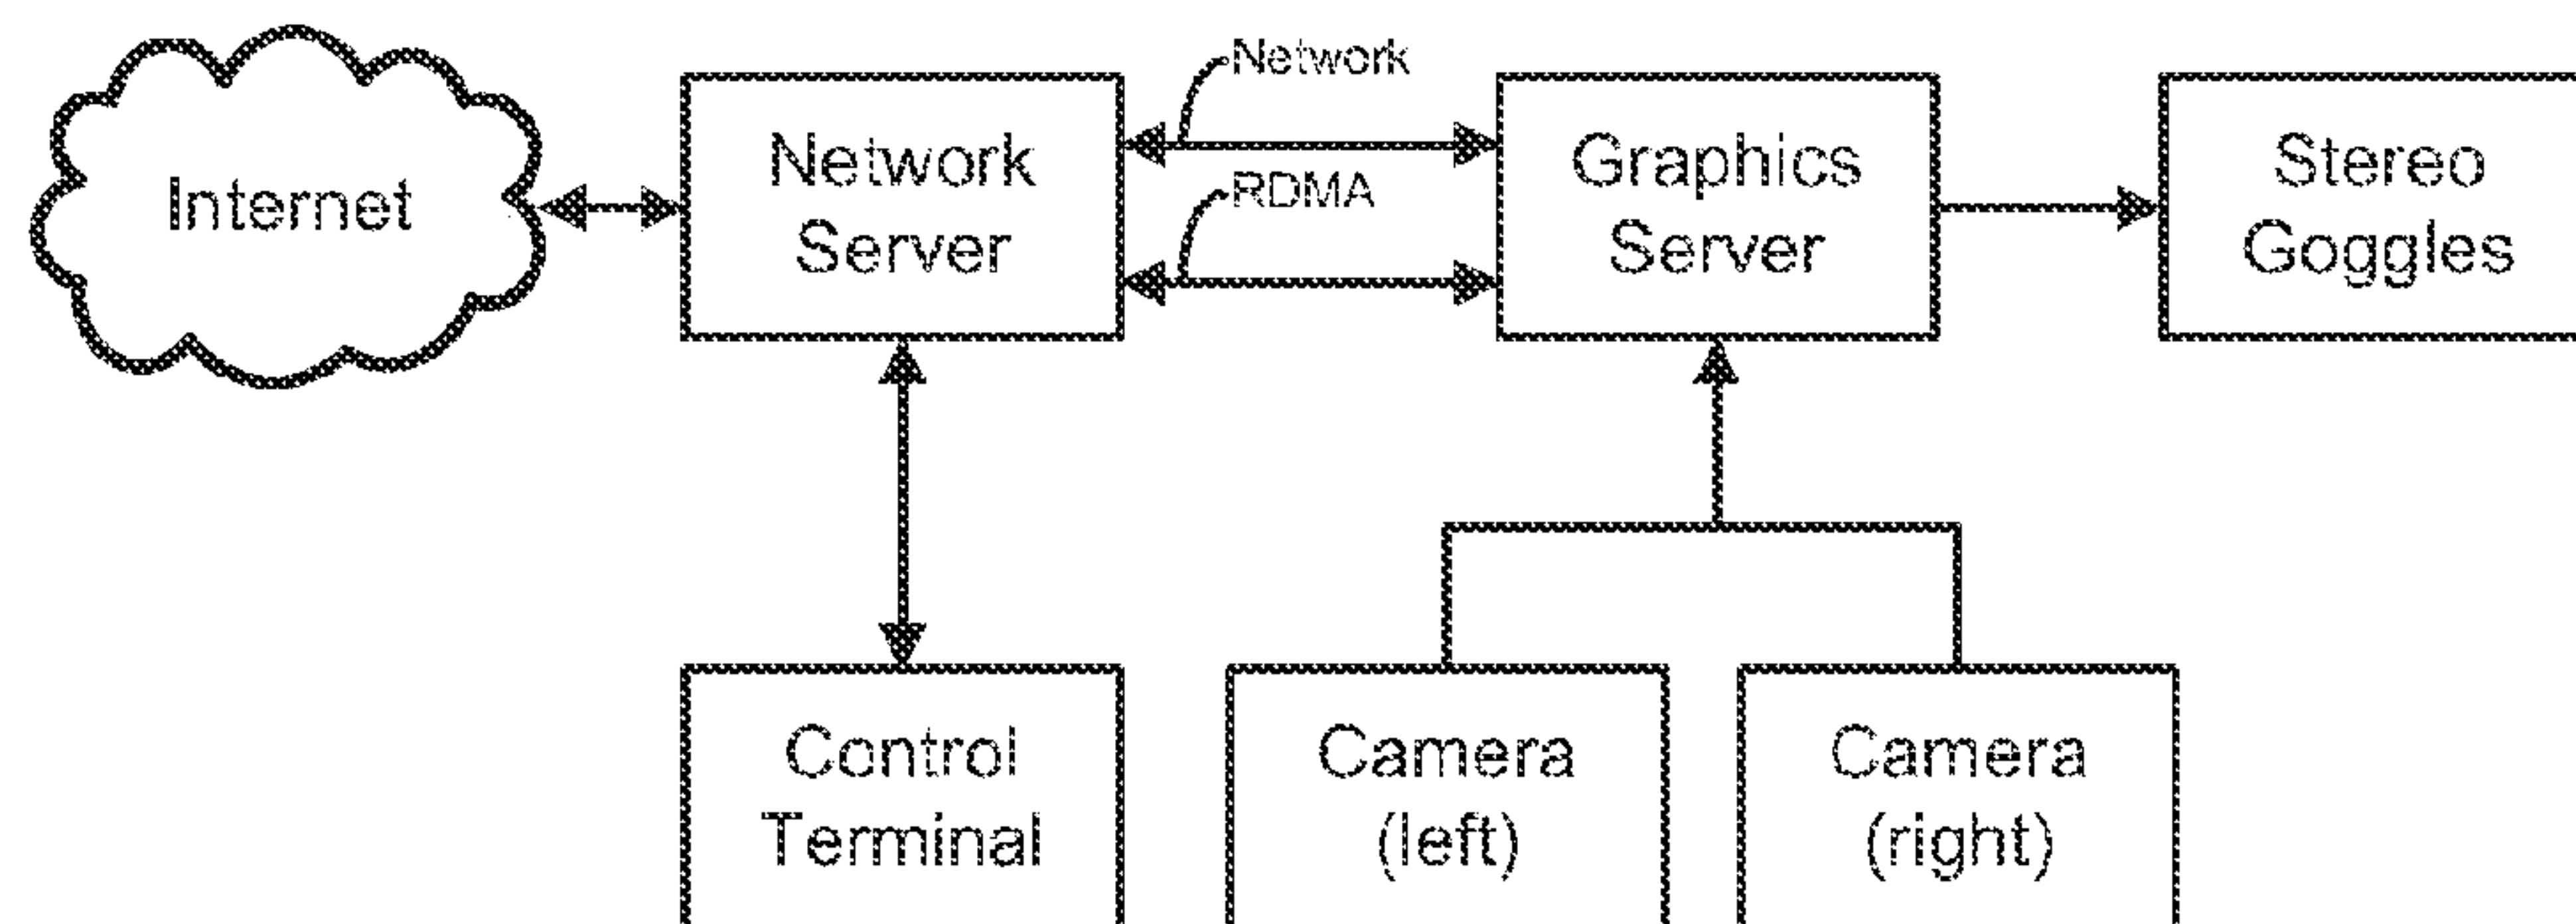 Internet
Network
Server
Network
RDMA
Graphics
Server
Stereo
Goggles
Control
Terminal
Camera
(left)
Camera
(right)